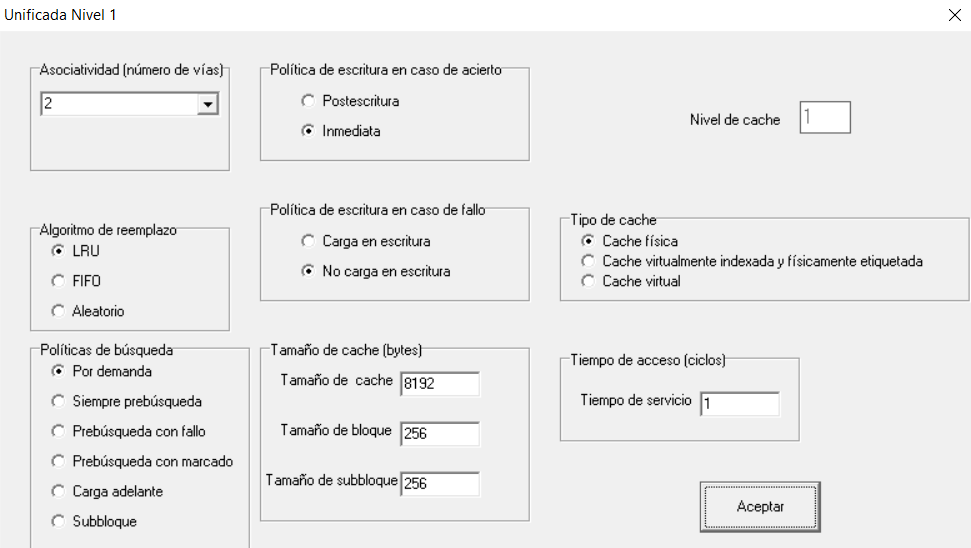 Unificada Nivel 1
Asociatividad (número de vías)
2
Política de escritura en caso de acierto
Postescritura
Inmediata
Nivel de cache
1
Algoritmo de reemplazo
LRU
FIFO
Aleatorio
Política de escritura en caso de fallo
Carga en escritura
No carga en escritura
Tipo de cache
Cache física
Cache virtualmente indexada y físicamente etiquetada
Cache virtual
Políticas de búsqueda
Por demanda
Siempre prebúsqueda
Prebúsqueda con fallo
Prebúsqueda con marcado
Carga adelante
Subbloque
Tamaño de cache (bytes)
Tamaño de cache 8192
Tamaño de bloque 256
Tamaño de subbloque 256
Tiempo de acceso (ciclos)
Tiempo de servicio 1
Aceptar